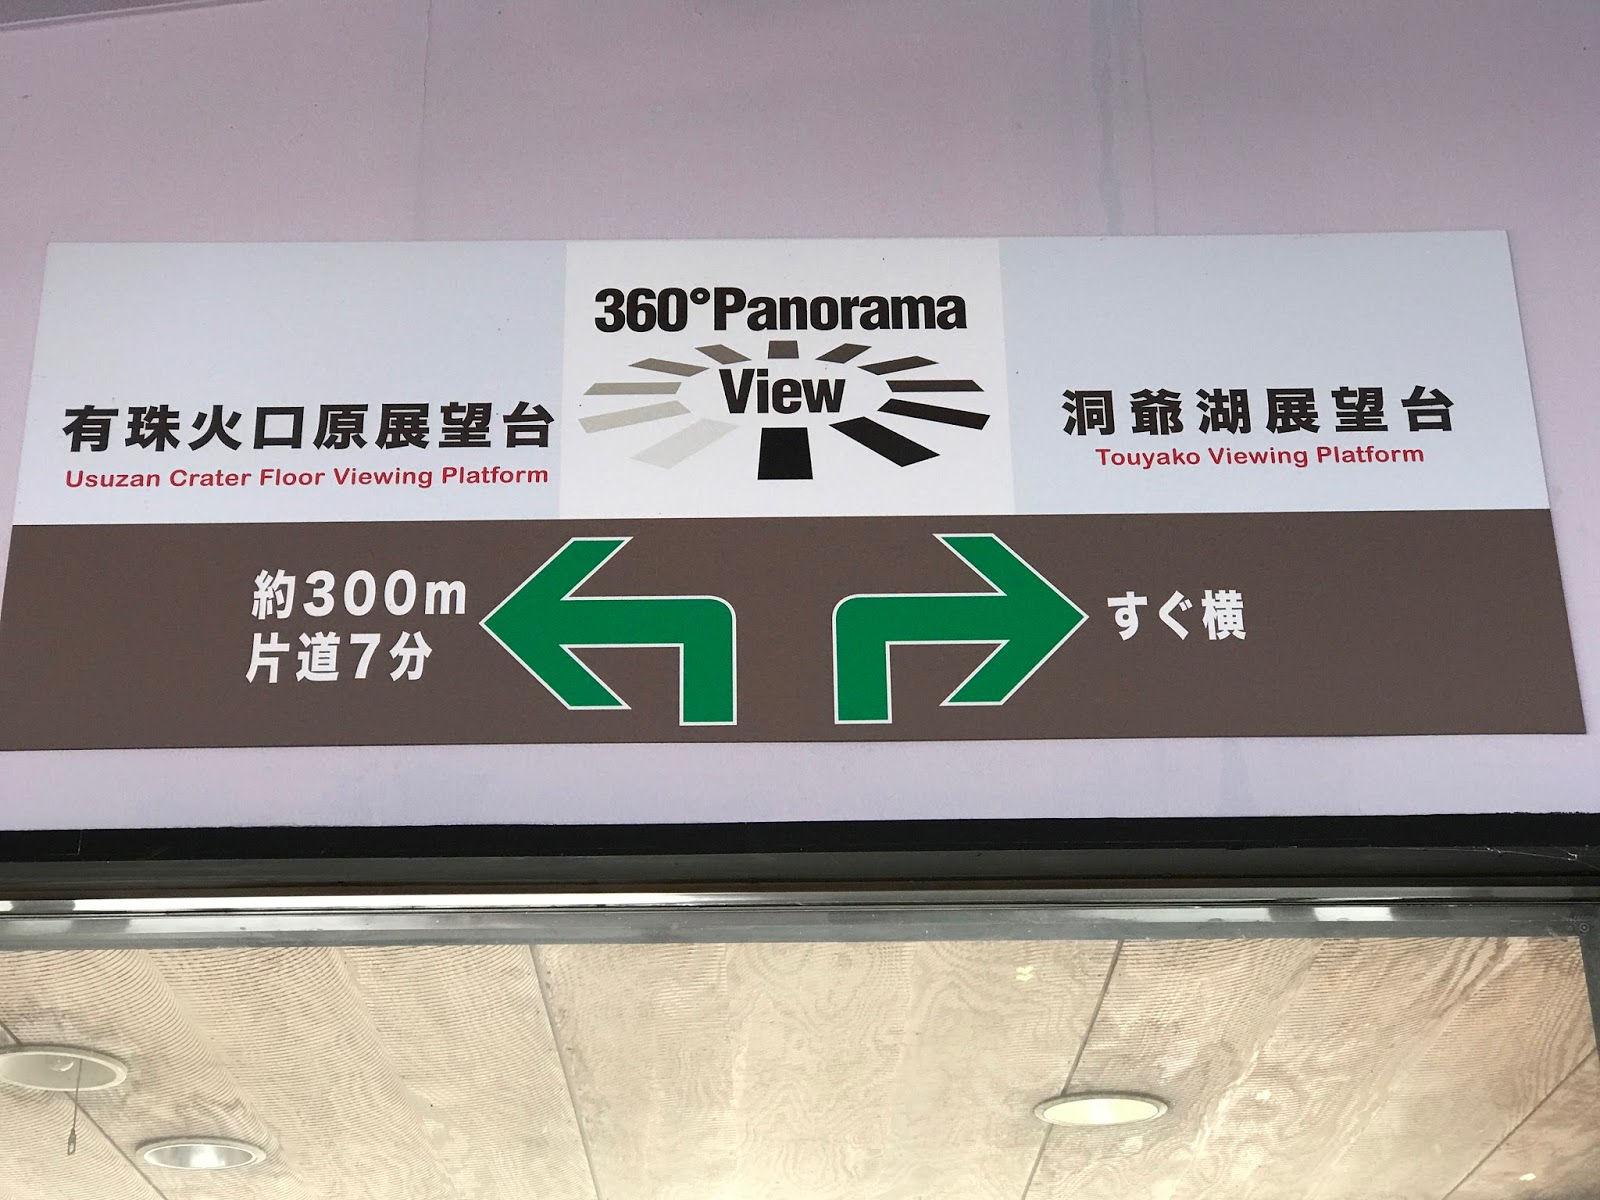 360°Panorama
View
有珠火口原展望台
Usuzan Crater Floor Viewing Platform
洞爺湖展望台
Touyako Viewing Platform
約300m
片道7分
すぐ横